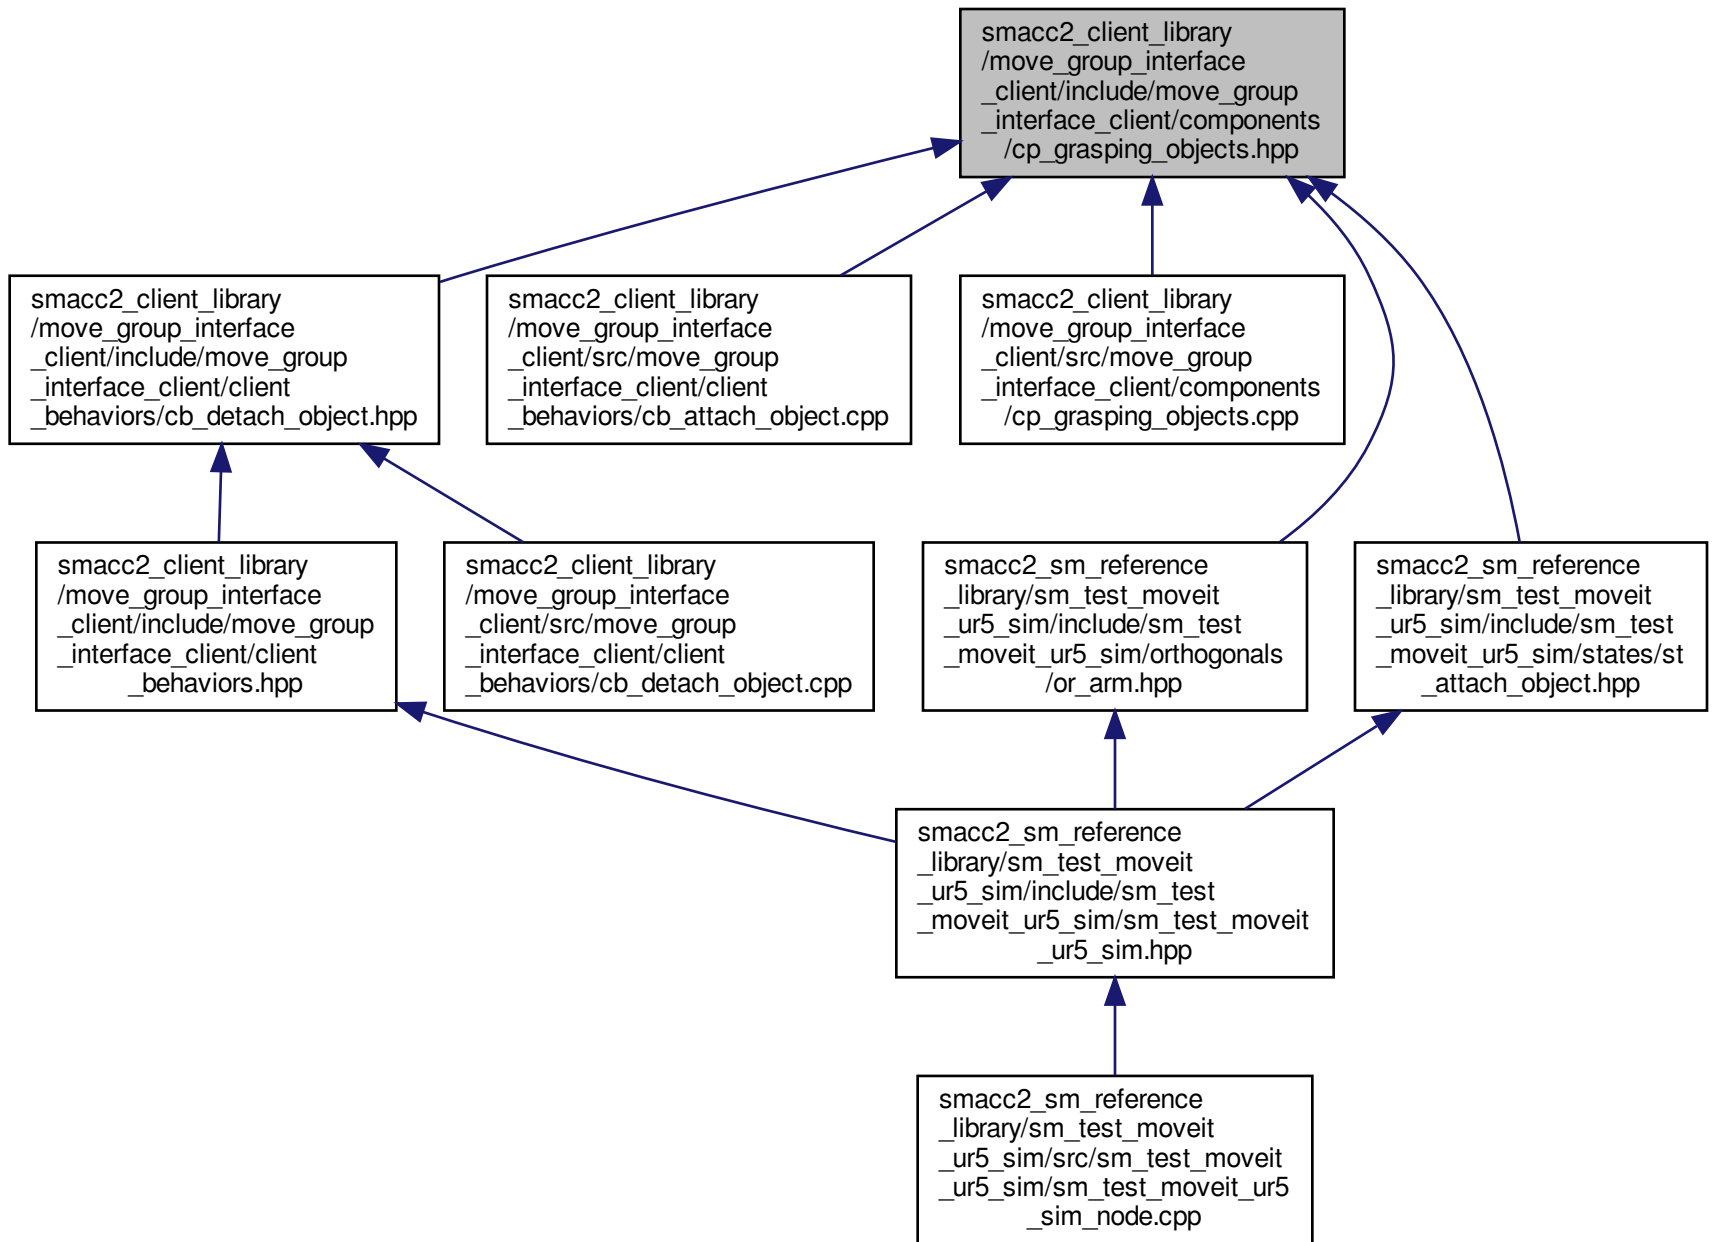 smacc2_client_library
/move_group_interface
_client/include/move_group
_interface_client/components
/cp_grasping_objects.hpp
smacc2_client_library
/move_group_interface
_client/include/move_group
_interface_client/client
_behaviors/cb_detach_object.hpp
smacc2_client_library
/move_group_interface
_client/src/move_group
_interface_client/client
_behaviors/cb_attach_object.cpp
smacc2_client_library
/move_group_interface
_client/src/move_group
_interface_client/components
/cp_grasping_objects.cpp
smacc2_client_library
/move_group_interface
_client/include/move_group
_interface_client/client
_behaviors.hpp
smacc2_client_library
/move_group_interface
_client/src/move_group
_interface_client/client
_behaviors/cb_detach_object.cpp
smacc2_sm_reference
_library/sm_test_moveit
_ur5_sim/include/sm_test
_moveit_ur5_sim/orthogonals
/or_arm.hpp
smacc2_sm_reference
_library/sm_test_moveit
_ur5_sim/include/sm_test
_moveit_ur5_sim/states/st
_attach_object.hpp
smacc2_sm_reference
_library/sm_test_moveit
_ur5_sim/include/sm_test
_moveit_ur5_sim/sm_test_moveit
_ur5_sim.hpp
smacc2_sm_reference
_library/sm_test_moveit
_ur5_sim/src/sm_test_moveit
_ur5_sim/sm_test_moveit_ur5
_sim_node.cpp